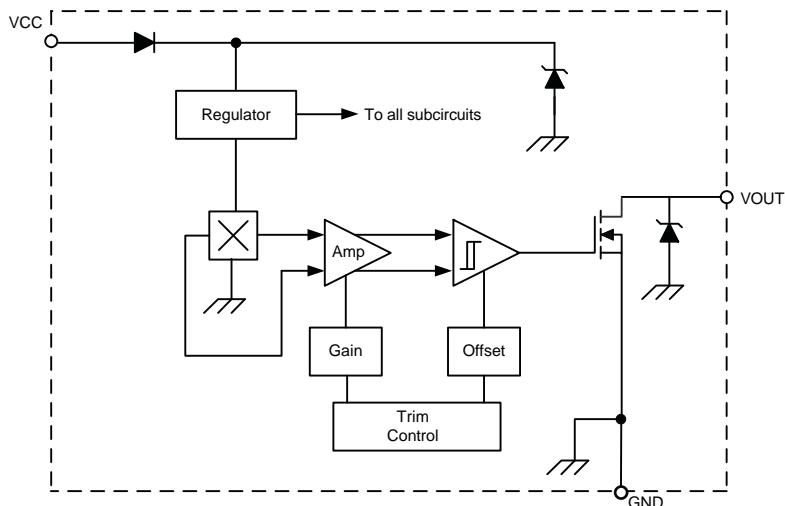 VCC
Regulator
To all subcircuits
VOUT
Amp
Gain
Offset
Trim
Control
GND